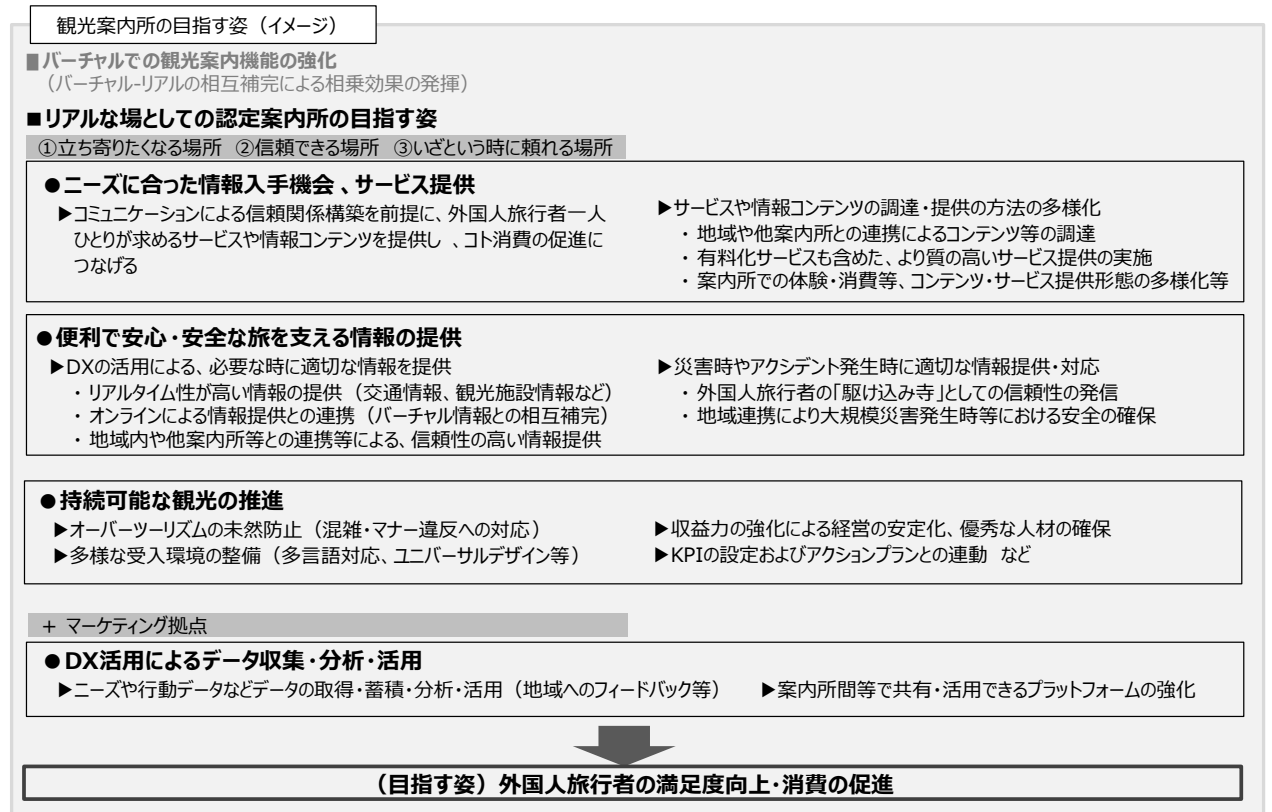 観光案内所の目指す姿（イメージ）
■バーチャルでの観光案内機能の強化
（バーチャル-リアルの相互補完による相乗効果の発揮）
■リアルな場としての認定案内所の目指す姿
①立ち寄りたくなる場所 ②信頼できる場所 ③いざという時に頼れる場所
●ニーズに合った情報入手機会 、サービス提供
▶コミュニケーションによる信頼関係構築を前提に、外国人旅行者一人
ひとりが求めるサービスや情報コンテンツを提供し 、コト消費の促進に
つなげる
▶サービスや情報コンテンツの調達・提供の方法の多様化
・ 地域や他案内所との連携によるコンテンツ等の調達
・ 有料化サービスも含めた、より質の高いサービス提供の実施
・ 案内所での体験・消費等、コンテンツ・サービス提供形態の多様化等
●便利で安心・安全な旅を支える情報の提供
▶DXの活用による、必要な時に適切な情報を提供
・ リアルタイム性が高い情報の提供（交通情報、観光施設情報など）
・ オンラインによる情報提供との連携（バーチャル情報との相互補完）
・ 地域内や他案内所等との連携等による、信頼性の高い情報提供
▶災害時やアクシデント発生時に適切な情報提供・対応
・ 外国人旅行者の「駆け込み寺」としての信頼性の発信
・ 地域連携により大規模災害発生時等における安全の確保
●持続可能な観光の推進
▶オーバーツーリズムの未然防止（混雑・マナー違反への対応）
▶多様な受入環境の整備（多言語対応、ユニバーサルデザイン等）
▶収益力の強化による経営の安定化、優秀な人材の確保
▶KPIの設定およびアクションプランとの連動 など
+ マーケティング拠点
●DX活用によるデータ収集・分析・活用
▶ニーズや行動データなどデータの取得・蓄積・分析・活用（地域へのフィードバック等）
▶案内所間等で共有・活用できるプラットフォームの強化
（目指す姿）外国人旅行者の満足度向上・消費の促進